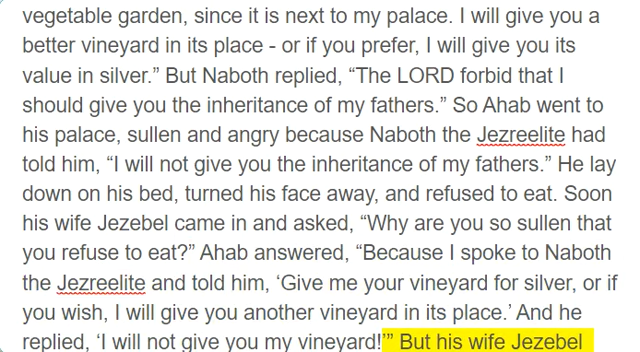 vegetable garden, since it is next to my palace. I will give you a
better vineyard in its place - or if you prefer, I will give you its
value in silver.” But Naboth replied, “The LORD forbid that I
should give you the inheritance of my fathers.” So Ahab went to
his palace, sullen and angry because Naboth the Jezreelite had
told him, “I will not give you the inheritance of my fathers.” He lay
down on his bed, turned his face away, and refused to eat. Soon
his wife Jezebel came in and asked, “Why are you so sullen that
you refuse to eat?” Ahab answered, “Because I spoke to Naboth
the Jezreelite and told him, ‘Give me your vineyard for silver, or if
you wish, I will give you another vineyard in its place.’ And he
replied, ‘I will not give you my vineyard!’” But his wife Jezebel